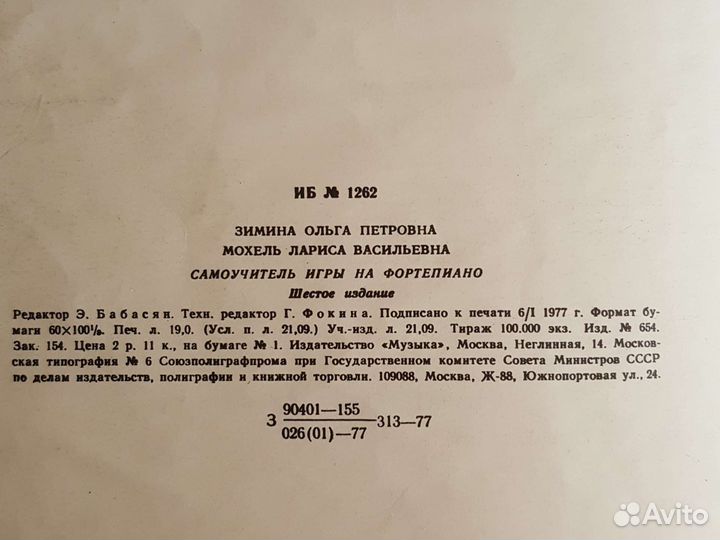 ИБ № 1262
ЗИМИНА ОЛЬГА ПЕТРОВНА
МОХЕЛЬ ЛАРИСА ВАСИЛЬЕВНА
САМОУЧИТЕЛЬ ИГРЫ НА ФОРТЕПИАНО
Шестое издание
Редактор Э. Бабасян. Техн. редактор Г. Фокина. Подписано к печати 6/I 1977 г. Формат бу-
маги 60×100⅛. Печ. л. 19,0. (Усл. п. л. 21,09.) Уч.-изд. л. 21,09. Тираж 100.000 экз. Изд. № 654.
Зак. 154. Цена 2 р. 11 к., на бумаге № 1. Издательство «Музыка», Москва, Неглинная, 14. Москов-
ская типография № 6 Союзполиграфпрома при Государственном комитете Совета Министров СССР
по делам издательств, полиграфии и книжной торговли. 109088, Москва, Ж-88, Южнопортовая ул., 24.
90401—155
З 313—77
026(01)—77
Avito